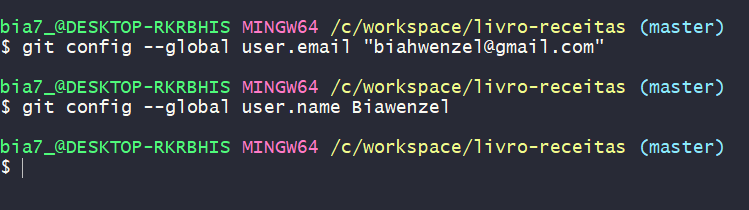 bia7_@DESKTOP-RKRBHIS MINGW64 /c/workspace/livro-receitas (master)
$ git config --global user.email "biahwenzel@gmail.com"
bia7_@DESKTOP-RKRBHIS MINGW64 /c/workspace/livro-receitas (master)
$ git config --global user.name Biawenzel
bia7_@DESKTOP-RKRBHIS MINGW64 /c/workspace/livro-receitas (master)
$